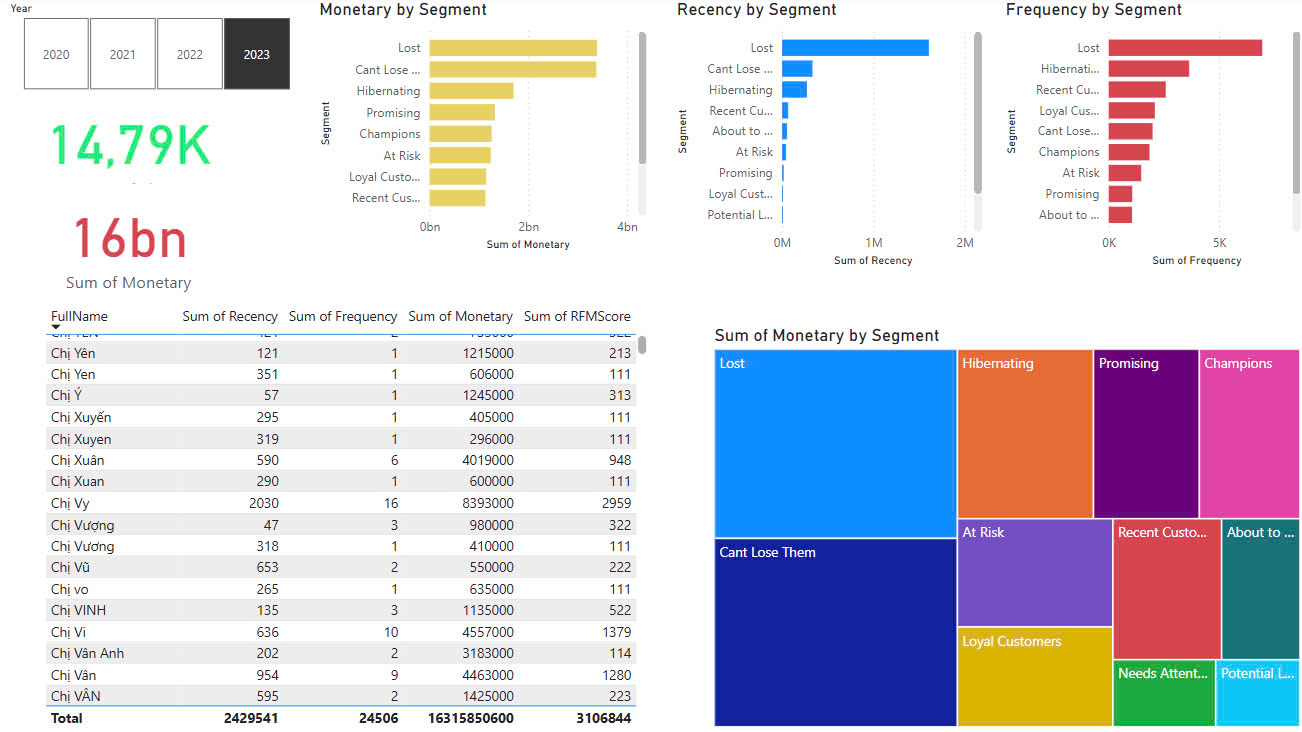 Year
2020 2021 2022 2023
14,79K
16bn
Sum of Monetary
Monetary by Segment
Segment
Lost
Cant Lose ...
Hibernating
Promising
Champions
At Risk
Loyal Custo...
Recent Cus...
0bn 2bn 4bn
Sum of Monetary
Recency by Segment
Segment
Lost
Cant Lose ...
Hibernating
Recent Cu...
About to ...
At Risk
Promising
Loyal Cust...
Potential L...
0M 1M 2M
Sum of Recency
Frequency by Segment
Segment
Lost
Hibernati...
Recent Cu...
Loyal Cus...
Cant Lose...
Champions
At Risk
Promising
About to ...
0K 5K
Sum of Frequency
FullName Sum of Recency Sum of Frequency Sum of Monetary Sum of RFMScore
Chị Yên 121 1 1215000 213
Chị Yen 351 1 606000 111
Chị Ý 57 1 1245000 313
Chị Xuyến 295 1 405000 111
Chị Xuyen 319 1 296000 111
Chị Xuân 590 6 4019000 948
Chị Xuan 290 1 600000 111
Chị Vy 2030 16 8393000 2959
Chị Vượng 47 3 980000 322
Chị Vương 318 1 410000 111
Chị Vũ 653 2 550000 222
Chị vo 265 1 635000 111
Chị VINH 135 3 1135000 522
Chị Vi 636 10 4557000 1379
Chị Vân Anh 202 2 3183000 114
Chị Vân 954 9 4463000 1280
Chị VÂN 595 2 1425000 223
Total 2429541 24506 16315850600 3106844
Sum of Monetary by Segment
Lost
Hibernating
Promising
Champions
Cant Lose Them
At Risk
Recent Custo...
About to ...
Loyal Customers
Needs Attent...
Potential L...